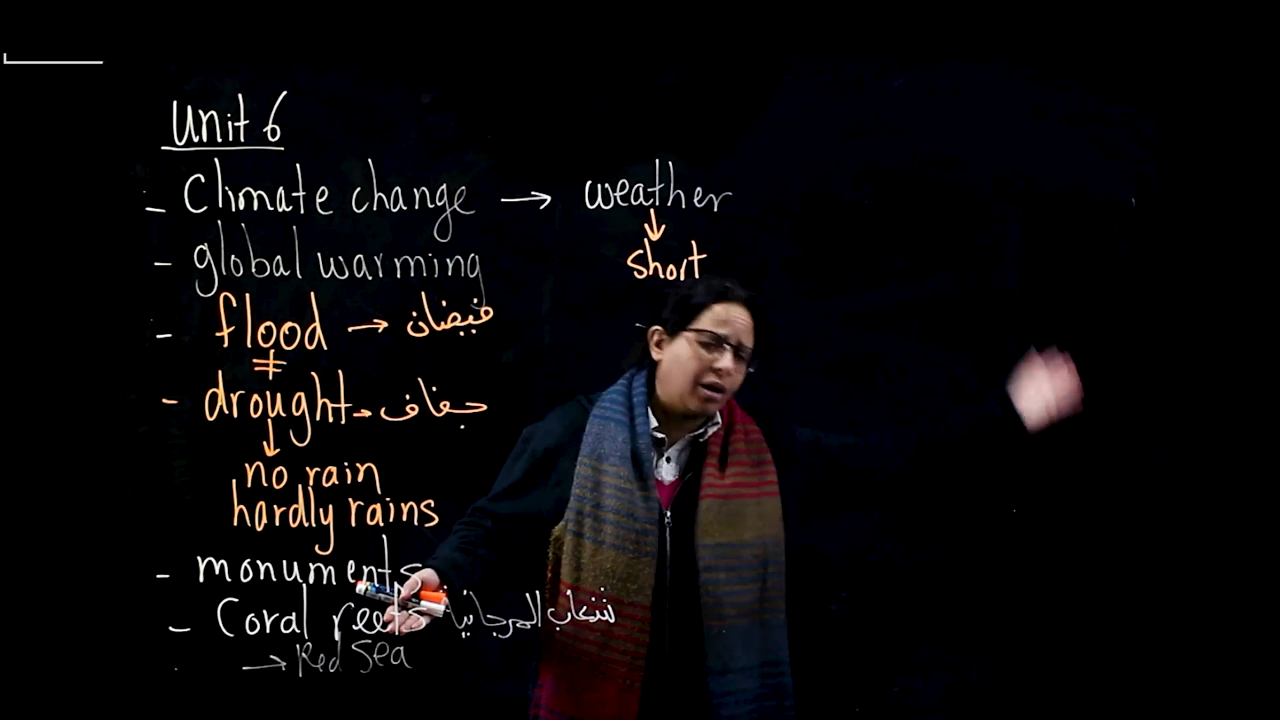 Unit 6
- Climate change → weather
↓
- global warming short
- flood → فيضان
≠
- drought → جفاف
↓
no rain
hardly rains
- monuments
- Coral reefs شعاب المرجانية
→ Red Sea